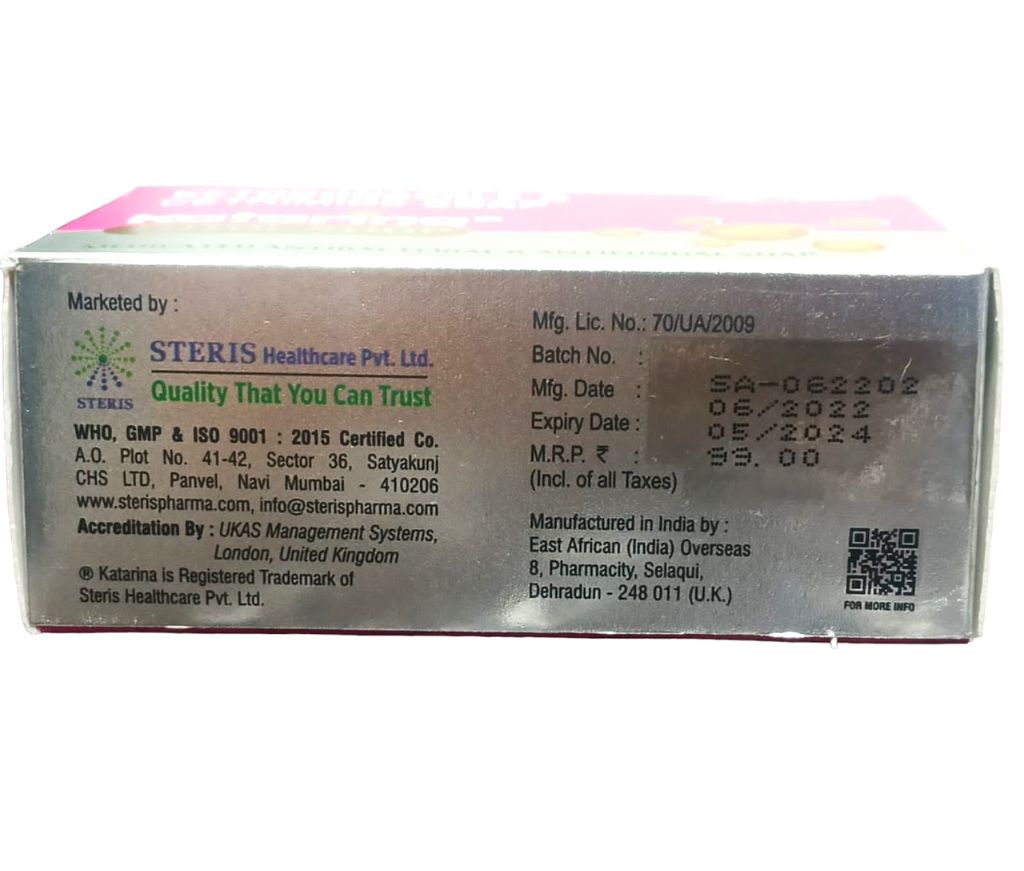 MEDICATED ANTIBACTERIAL & ANTIFUNGAL SOAP
Marketed by :
STERIS
STERIS Healthcare Pvt. Ltd.
Quality That You Can Trust
WHO, GMP & ISO 9001 : 2015 Certified Co.
A.O. Plot No. 41-42, Sector 36, Satyakunj
CHS LTD, Panvel, Navi Mumbai - 410206
www.sterispharma.com, info@sterispharma.com
Accreditation By : UKAS Management Systems,
London, United Kingdom
® Katarina is Registered Trademark of
Steris Healthcare Pvt. Ltd.
Mfg. Lic. No.: 70/UA/2009
Batch No. : SA-062202
Mfg. Date : 06/2022
Expiry Date : 05/2024
M.R.P. ₹ : 99.00
(Incl. of all Taxes)
Manufactured in India by :
East African (India) Overseas
8, Pharmacity, Selaqui,
Dehradun - 248 011 (U.K.)
FOR MORE INFO